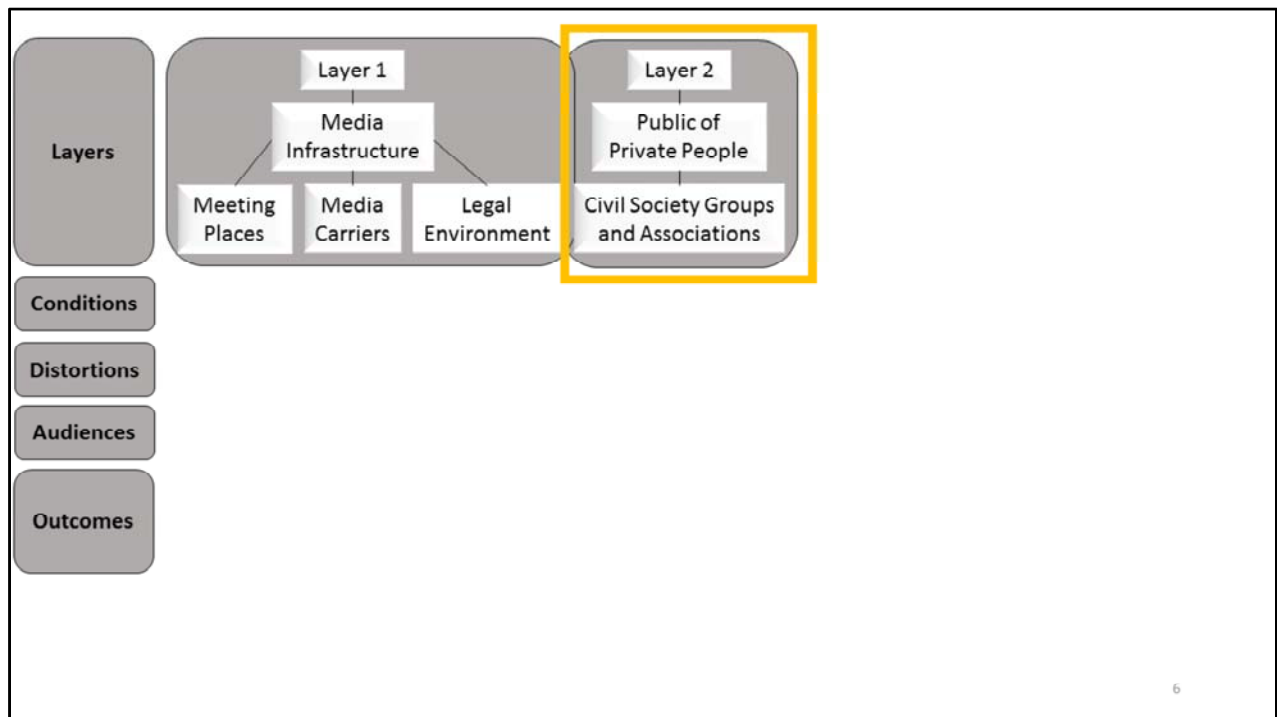 Layers
Layer 1
Media
Infrastructure
Meeting
Places
Media
Carriers
Legal
Environment
Layer 2
Public of
Private People
Civil Society Groups
and Associations
Conditions
Distortions
Audiences
Outcomes
6